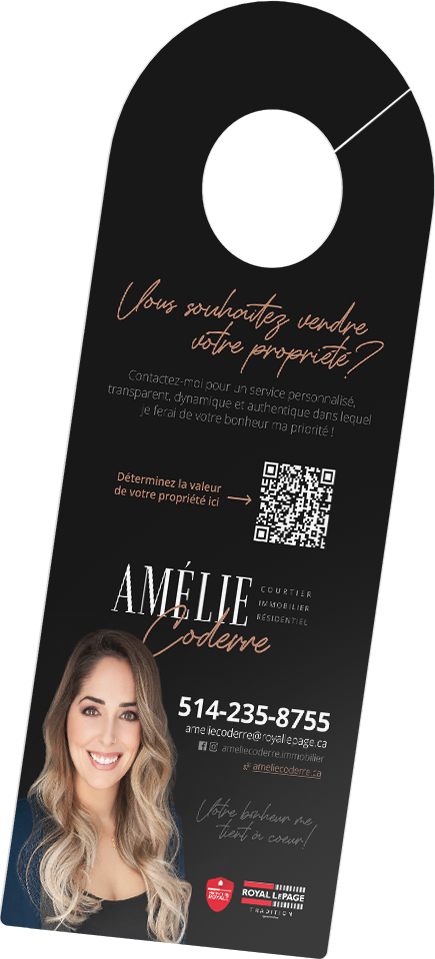 Vous souhaitez vendre
votre propriété?
Contactez-moi pour un service personnalisé,
transparent, dynamique et authentique dans lequel
je ferai de votre bonheur ma priorité !
Déterminez la valeur
de votre propriété ici
AMÉLIE
Coderre
COURTIER
IMMOBILIER
RÉSIDENTIEL
514-235-8755
ameliecoderre@royallepage.ca
ameliecoderre.immobilier
ameliecoderre.ca
Votre bonheur me
tient à coeur!
ROYAL LEPAGE
TRADITION